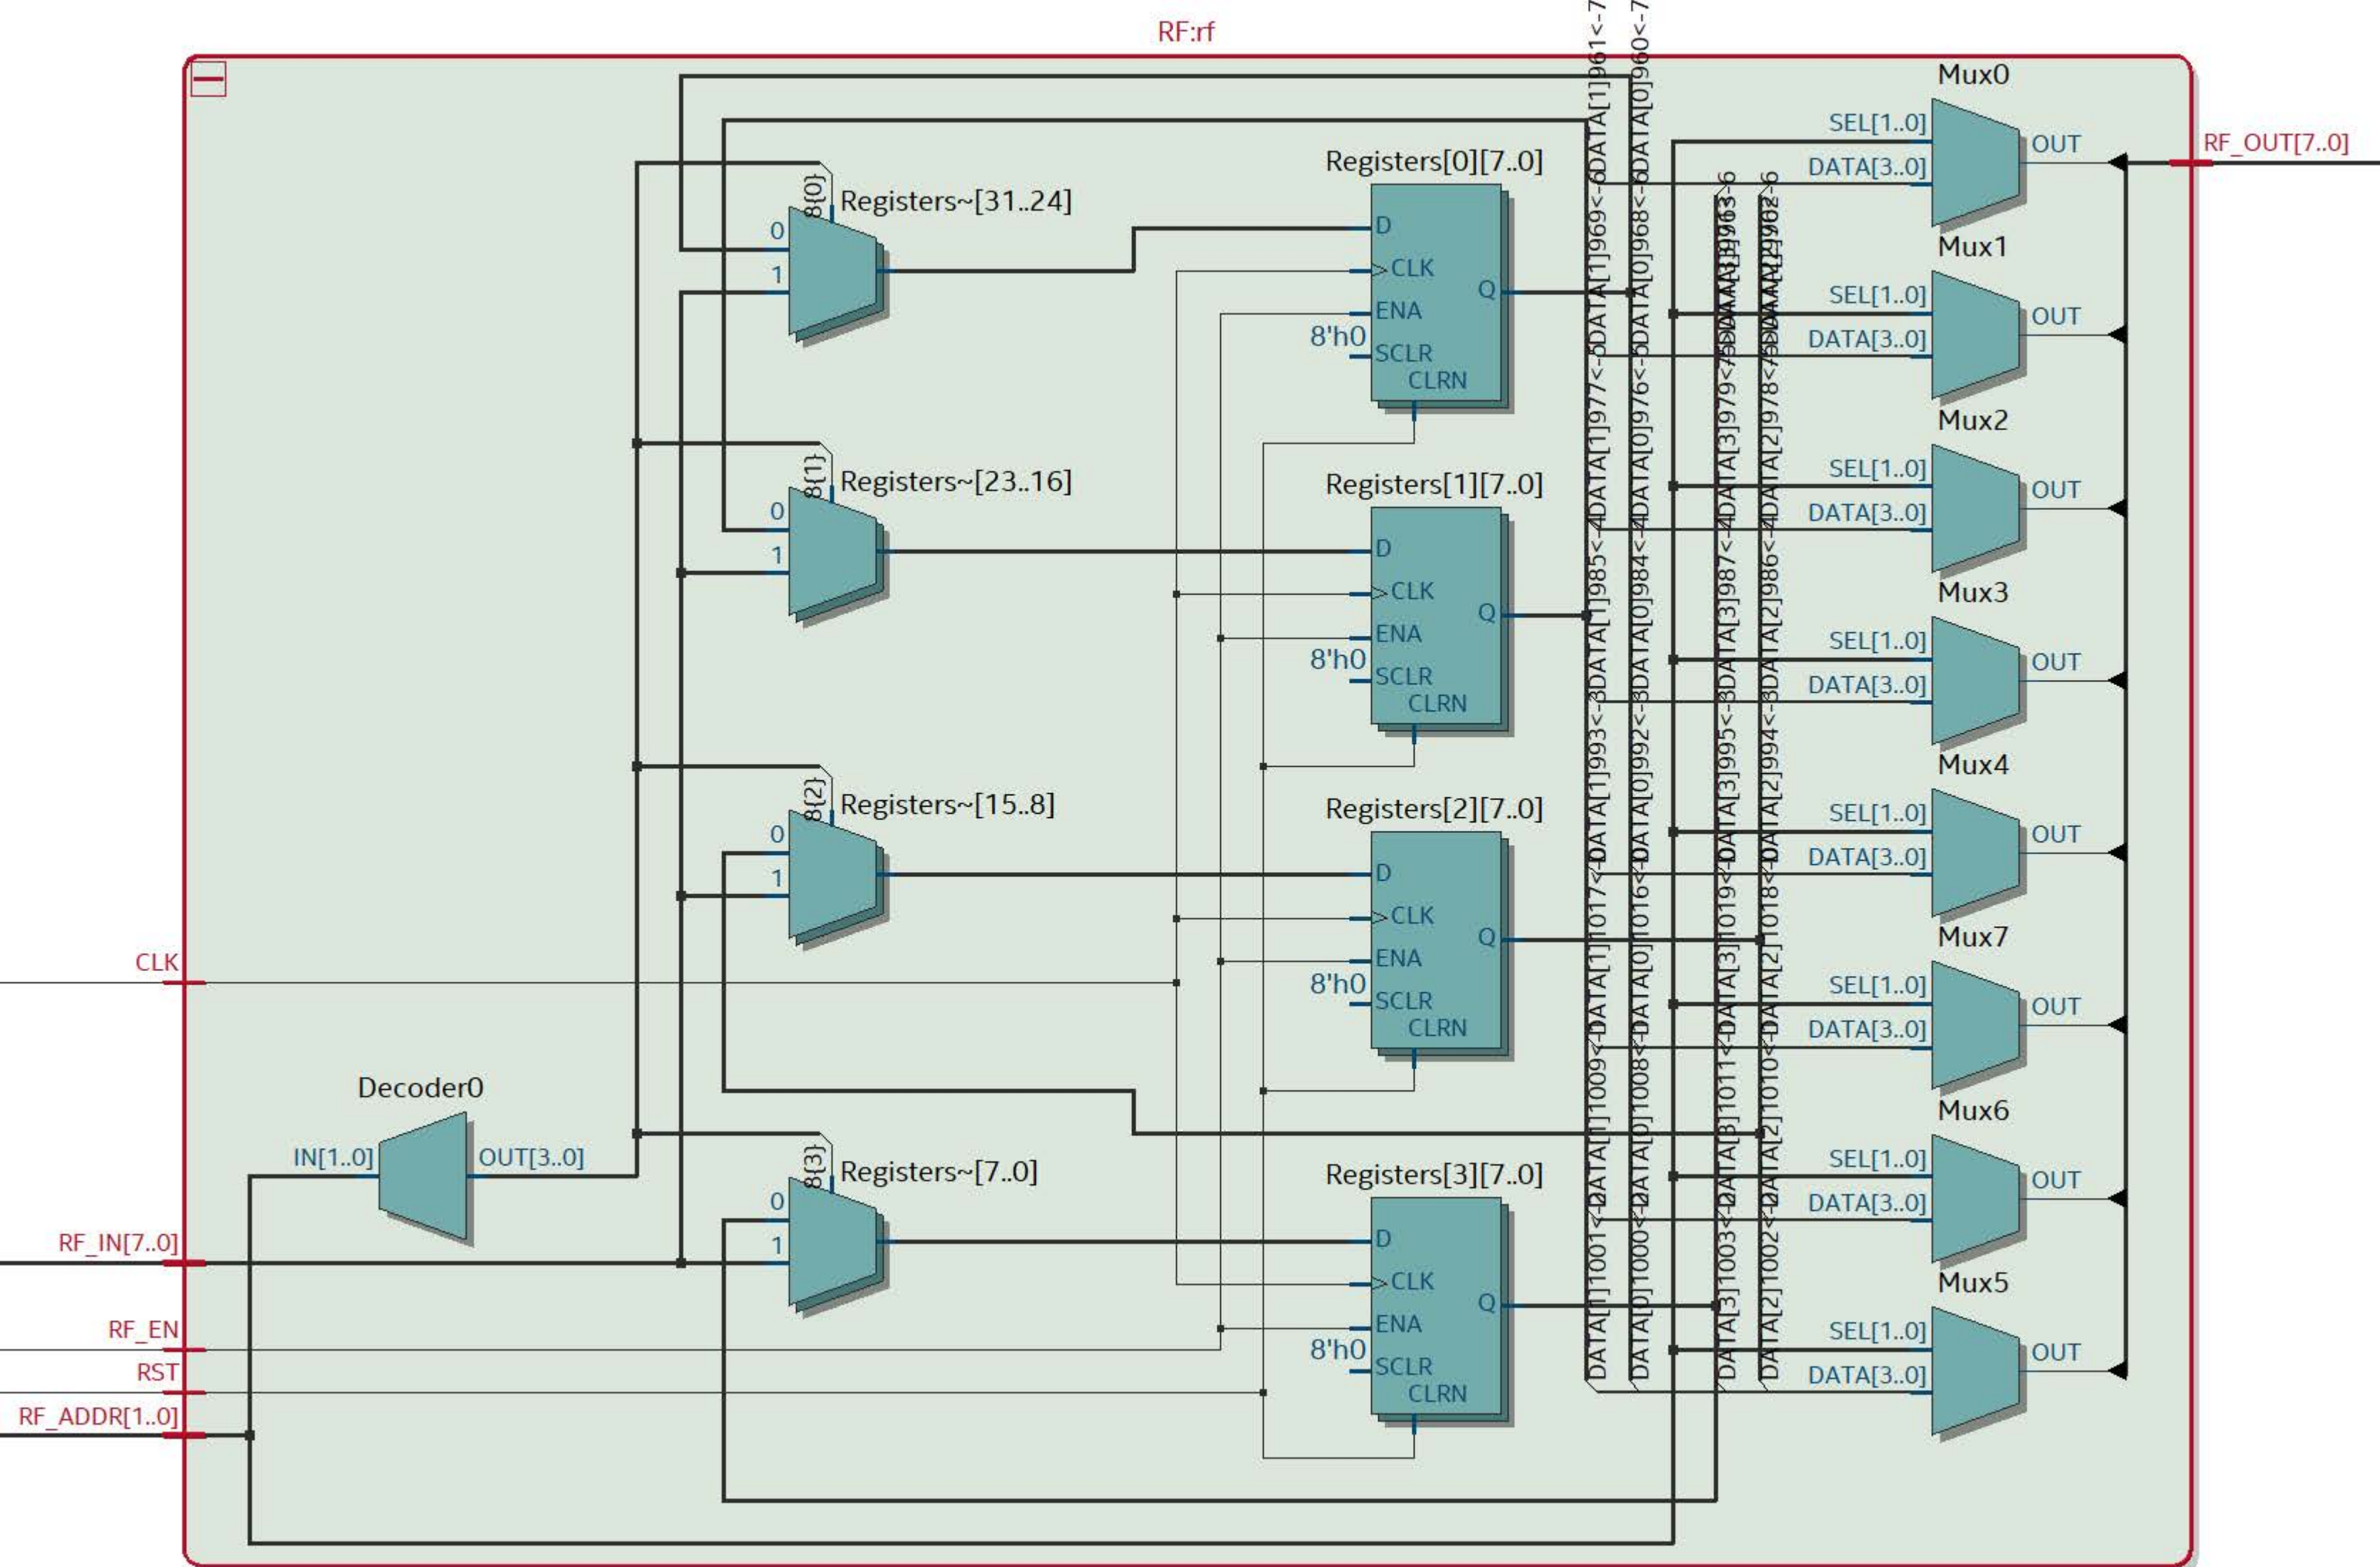 RF:rf
Mux0
SEL[1..0]
DATA[3..0]
OUT
RF_OUT[7..0]
Registers[0][7..0]
8{0}
Registers~[31..24]
0
1
D
CLK
ENA
Q
8'h0
SCLR
CLRN
Mux1
SEL[1..0]
DATA[3..0]
OUT
Mux2
SEL[1..0]
DATA[3..0]
OUT
8{1}
Registers~[23..16]
0
1
Registers[1][7..0]
D
CLK
ENA
Q
8'h0
SCLR
CLRN
Mux3
SEL[1..0]
DATA[3..0]
OUT
Mux4
SEL[1..0]
DATA[3..0]
OUT
8{2}
Registers~[15..8]
0
1
Registers[2][7..0]
D
CLK
ENA
Q
8'h0
SCLR
CLRN
Mux7
SEL[1..0]
DATA[3..0]
OUT
CLK
Decoder0
IN[1..0]
OUT[3..0]
8{3}
Registers~[7..0]
0
1
Registers[3][7..0]
D
CLK
ENA
Q
8'h0
SCLR
CLRN
Mux6
SEL[1..0]
DATA[3..0]
OUT
Mux5
SEL[1..0]
DATA[3..0]
OUT
RF_IN[7..0]
RF_EN
RST
RF_ADDR[1..0]